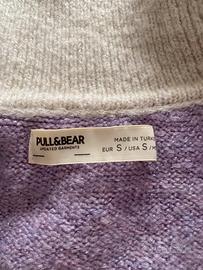 PULL&BEAR
UPDATED GARMENTS
MADE IN TURK
EUR S / USA S / M